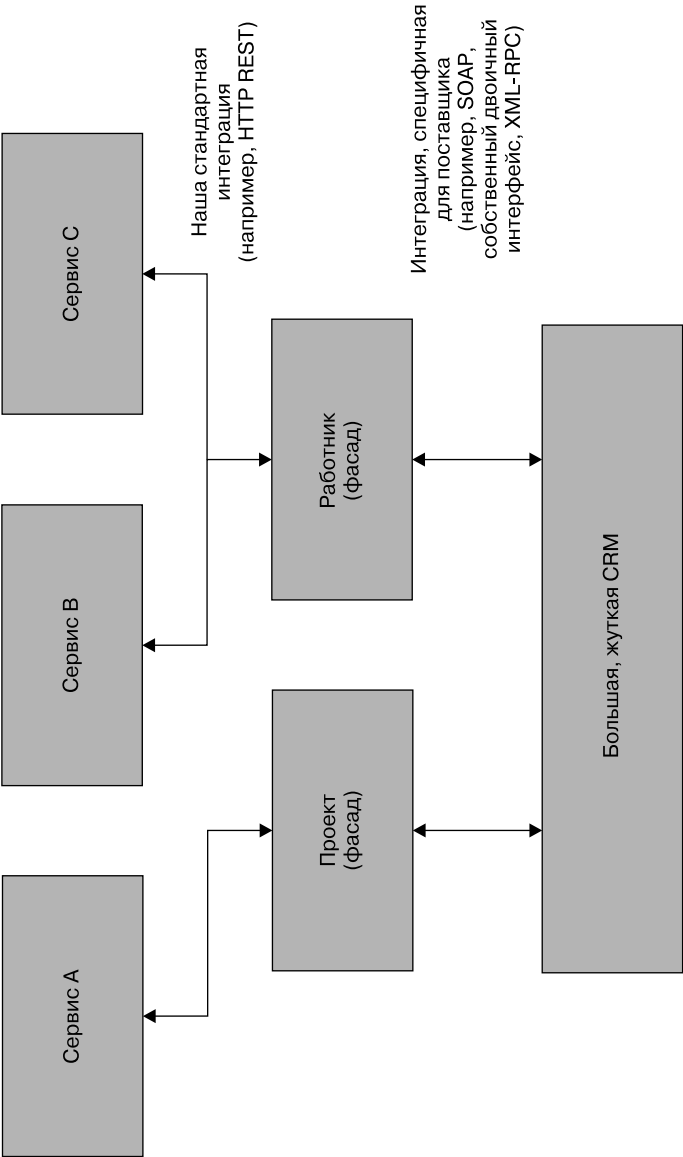 Сервис A
Сервис B
Сервис C
Наша стандартная
интеграция
(например, HTTP REST)
Проект
(фасад)
Работник
(фасад)
Интеграция, специфичная
для поставщика
(например, SOAP,
собственный двоичный
интерфейс, XML-RPC)
Большая, жуткая CRM